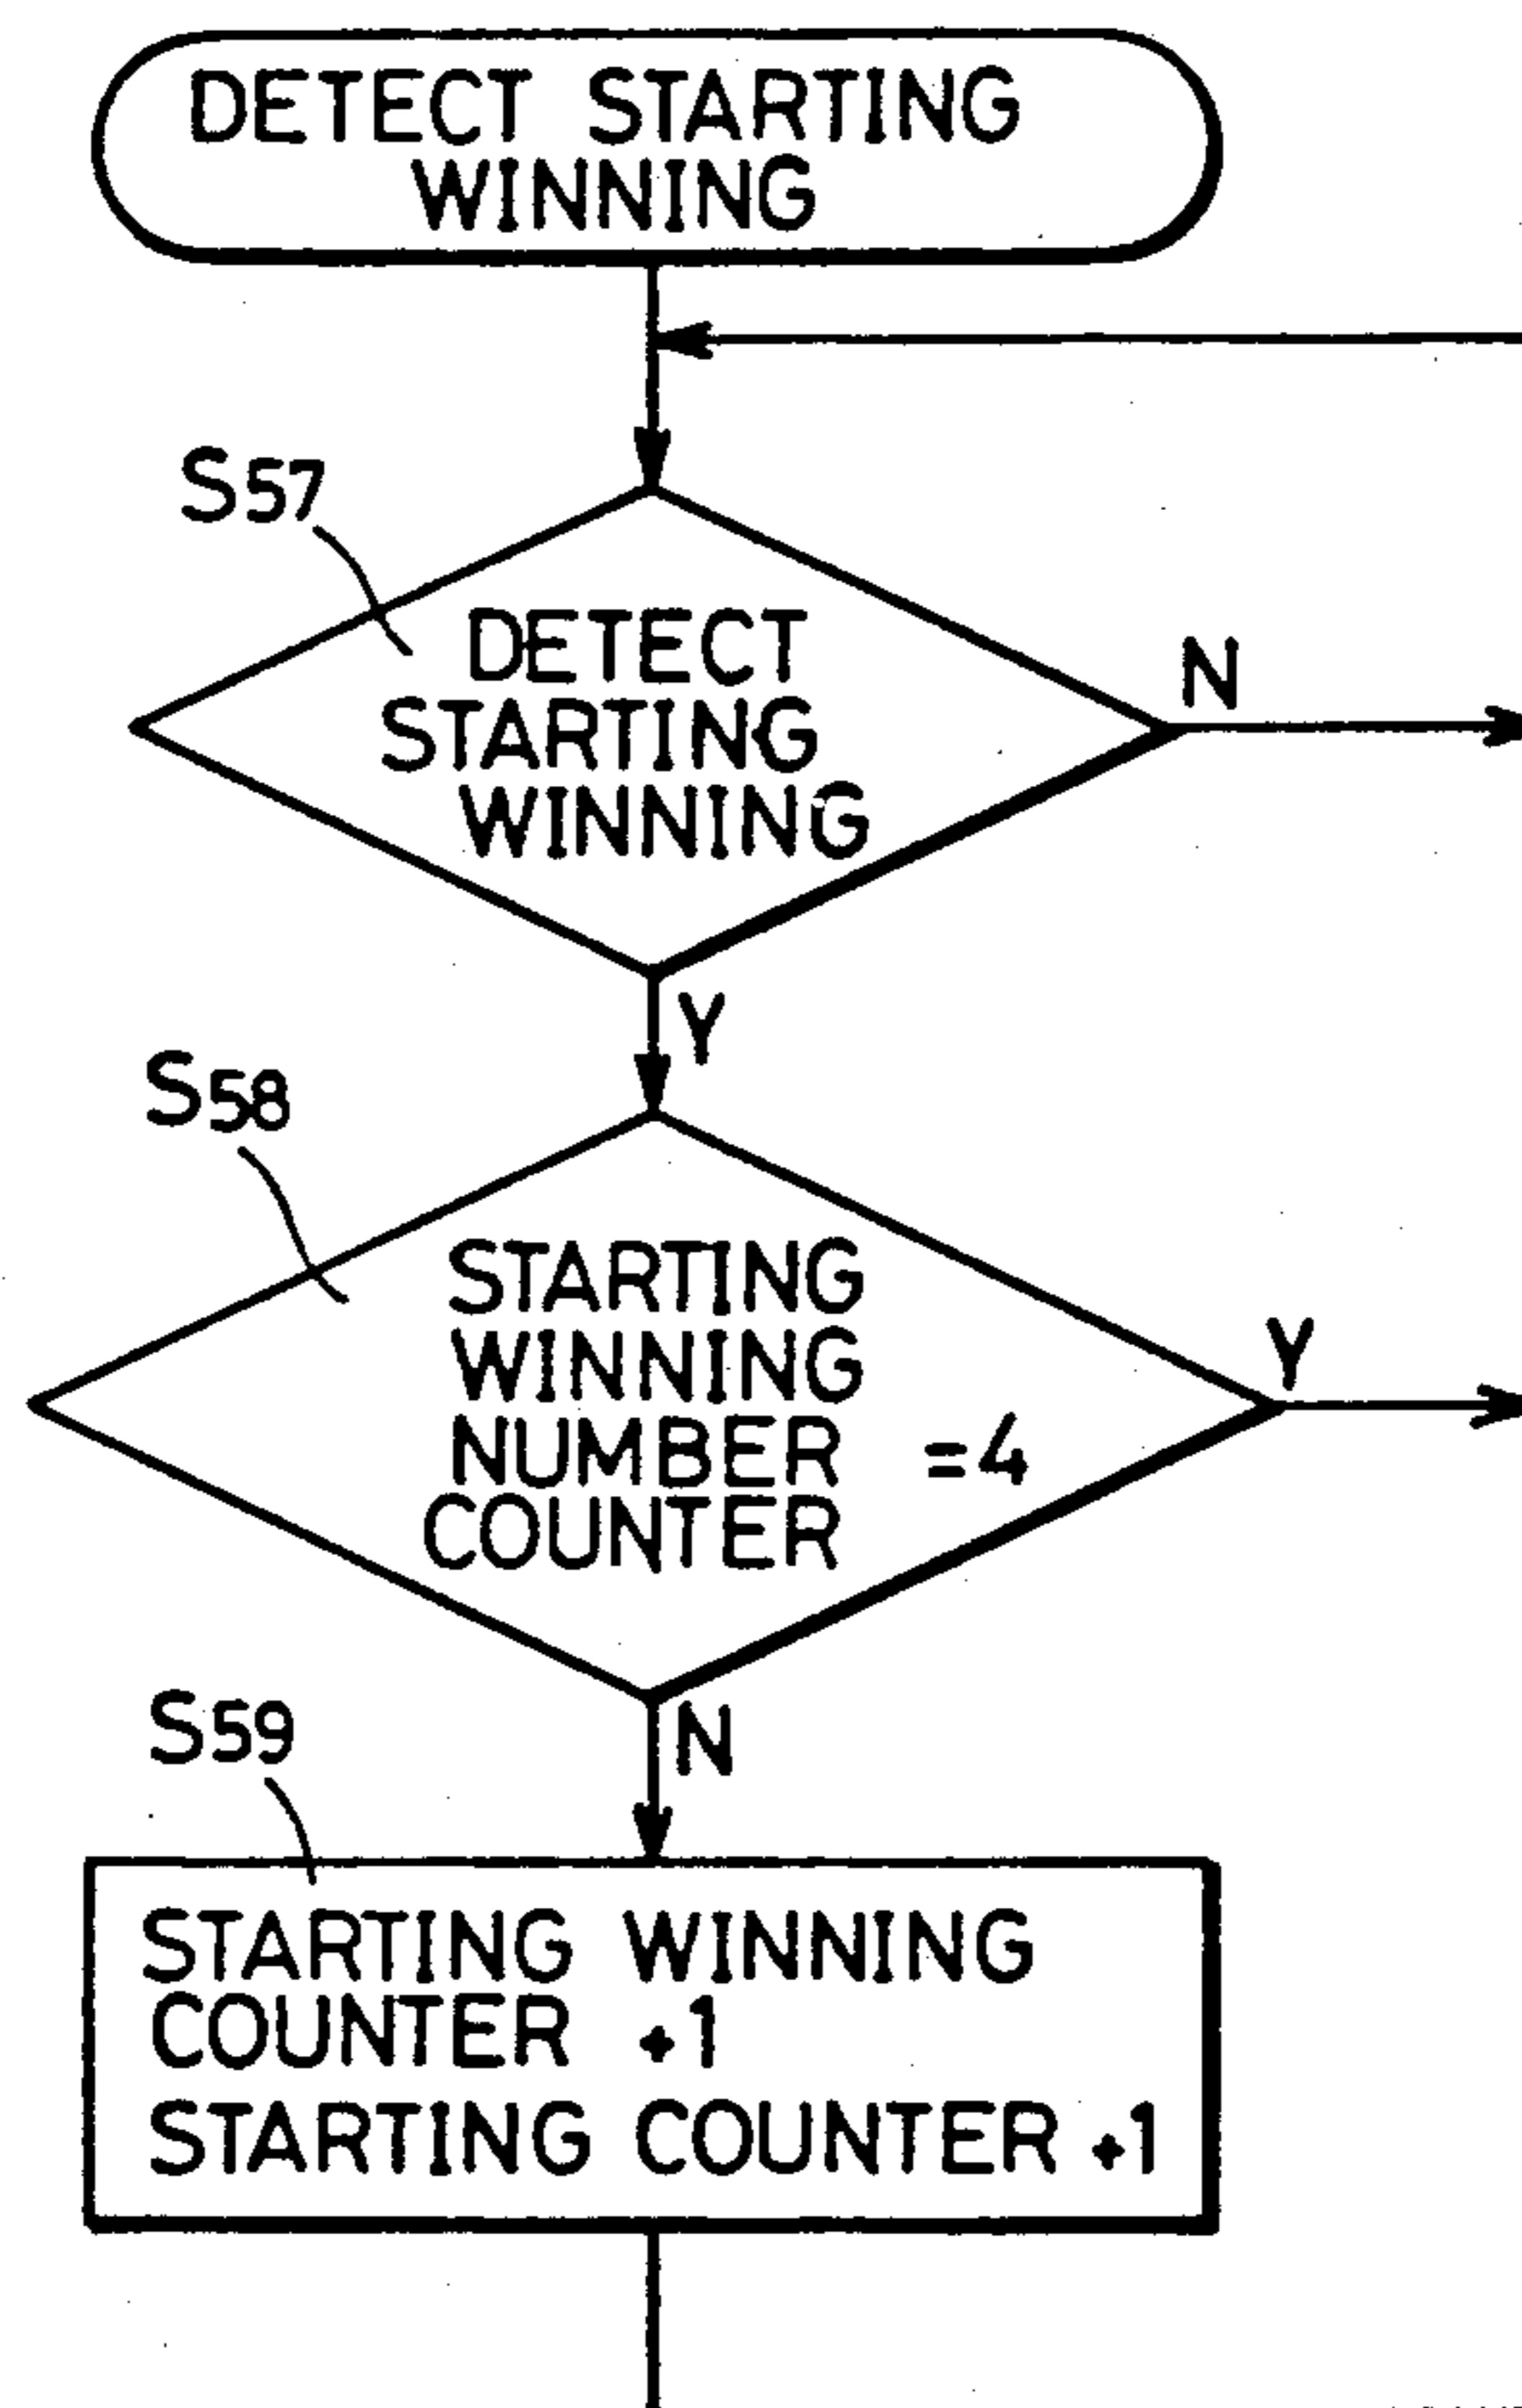 DETECT STARTING
WINNING
S57
DETECT
STARTING
WINNING
N
Y
S58
STARTING
WINNING
NUMBER =4
COUNTER
Y
N
S59
STARTING WINNING
COUNTER +1
STARTING COUNTER +1